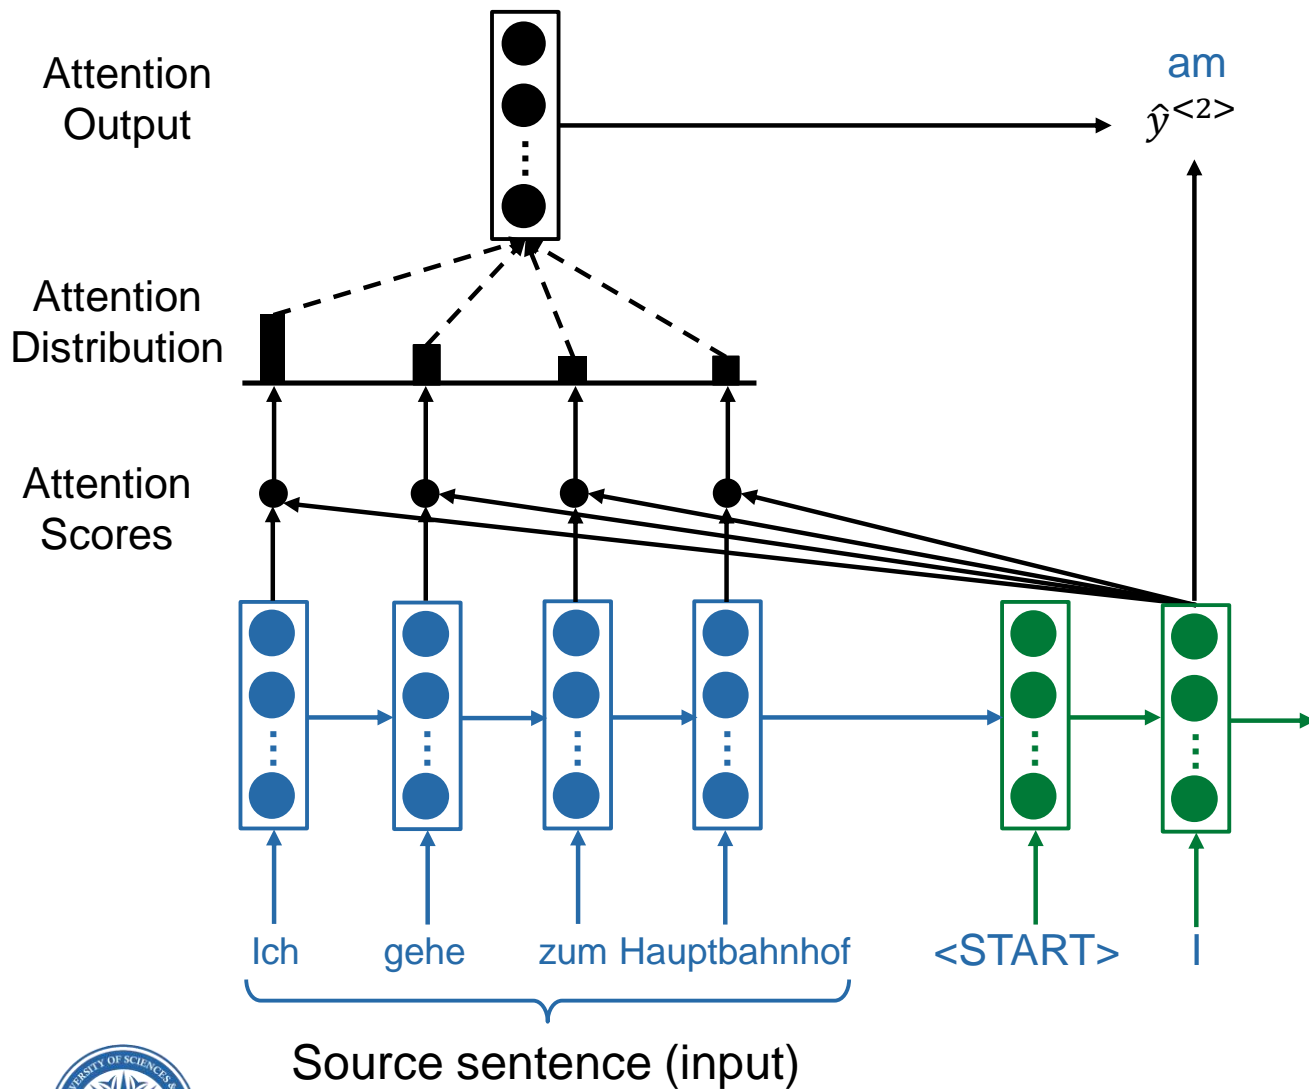 Attention
Output
am
ŷ<2>
Attention
Distribution
Attention
Scores
Ich gehe zum Hauptbahnhof <START> I
Source sentence (input)